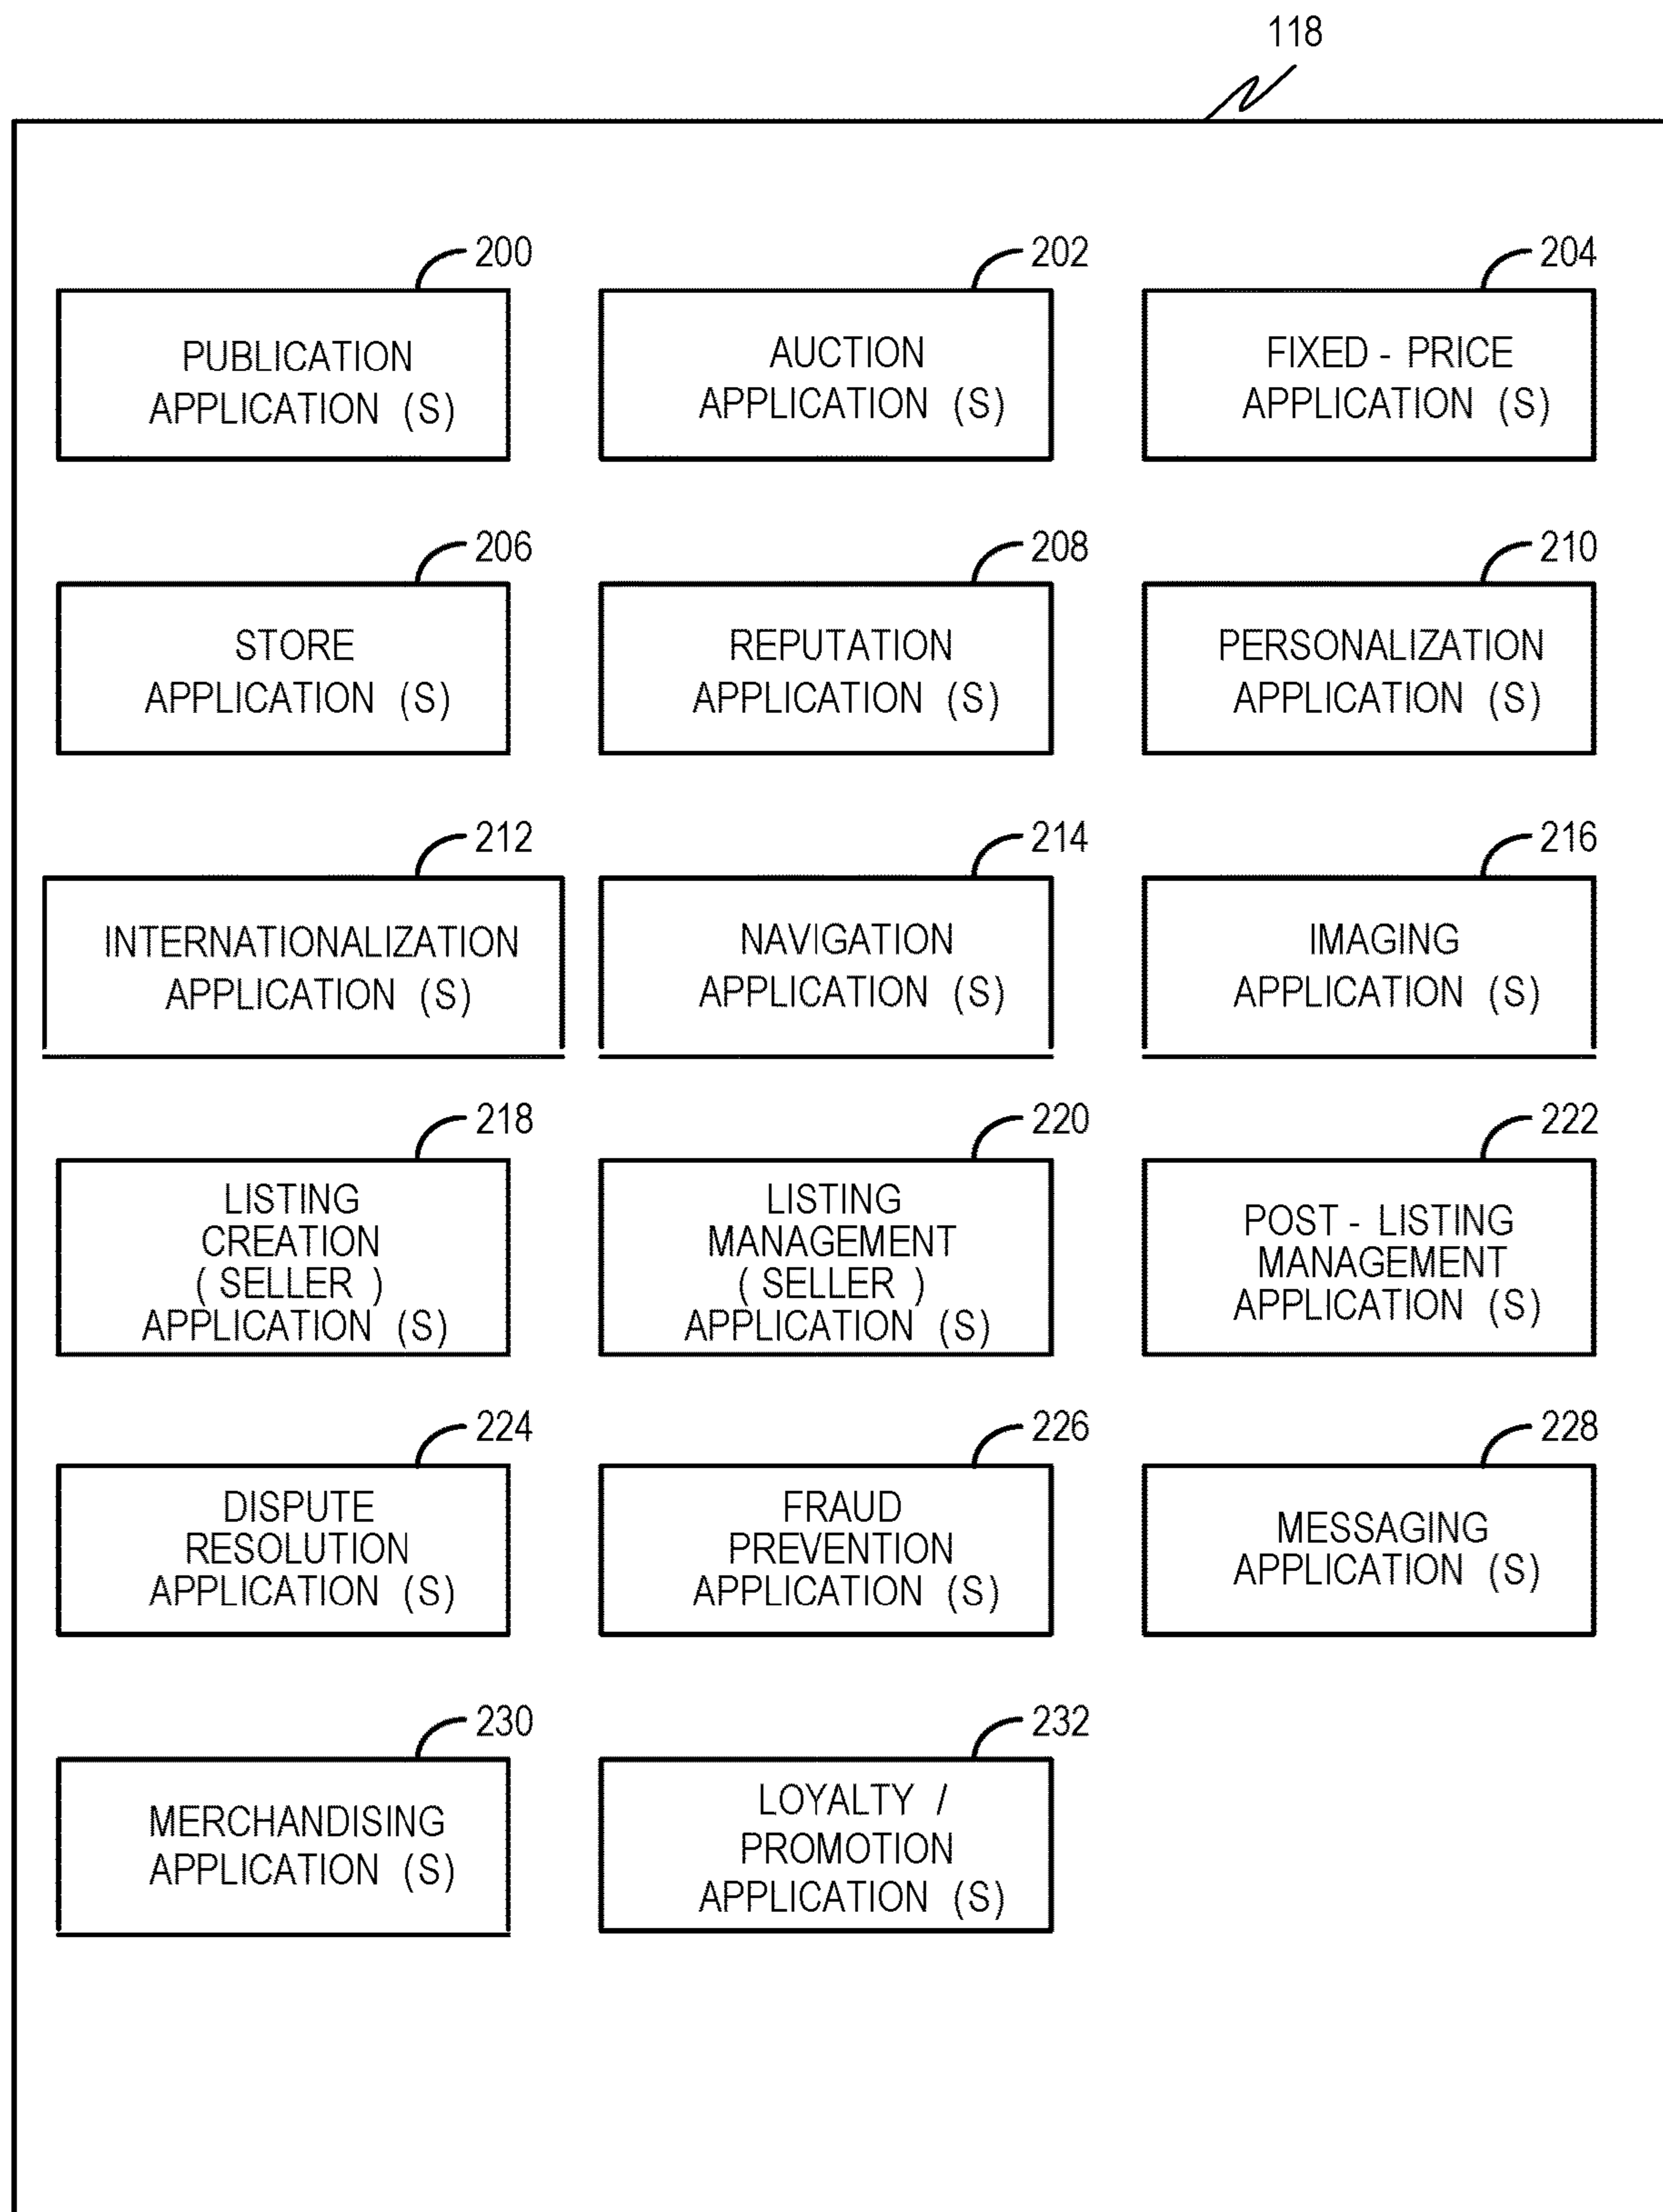 118
200
PUBLICATION
APPLICATION (S)
202
AUCTION
APPLICATION (S)
204
FIXED - PRICE
APPLICATION (S)
206
STORE
APPLICATION (S)
208
REPUTATION
APPLICATION (S)
210
PERSONALIZATION
APPLICATION (S)
212
INTERNATIONALIZATION
APPLICATION (S)
214
NAVIGATION
APPLICATION (S)
216
IMAGING
APPLICATION (S)
218
LISTING
CREATION
( SELLER )
APPLICATION (S)
220
LISTING
MANAGEMENT
( SELLER )
APPLICATION (S)
222
POST - LISTING
MANAGEMENT
APPLICATION (S)
224
DISPUTE
RESOLUTION
APPLICATION (S)
226
FRAUD
PREVENTION
APPLICATION (S)
228
MESSAGING
APPLICATION (S)
230
MERCHANDISING
APPLICATION (S)
232
LOYALTY /
PROMOTION
APPLICATION (S)